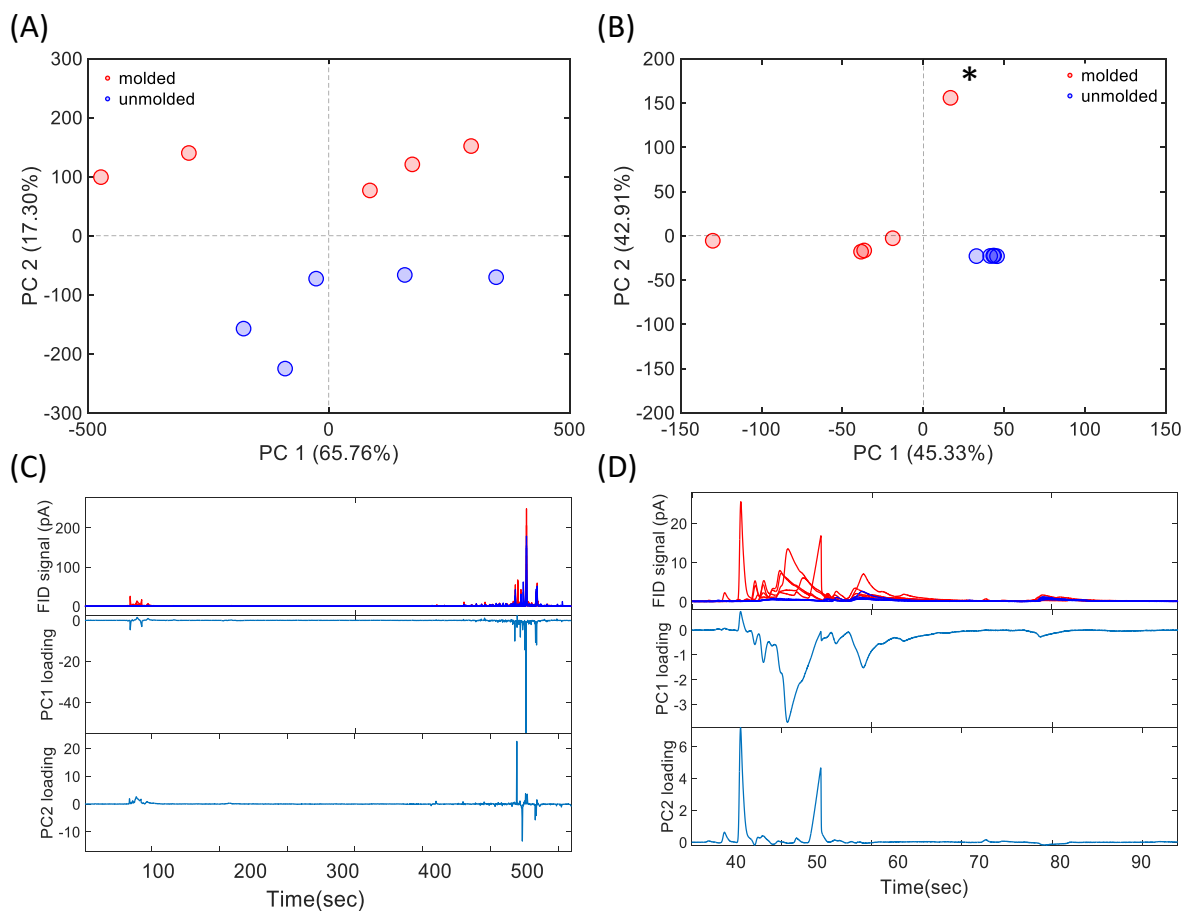 (A)
300
200
100
0
-100
-200
-300
-500
0
500
PC 2 (17.30%)
PC 1 (65.76%)
molded
unmolded
(B)
*
200
150
100
50
0
-50
-100
-150
-200
-150
-100
-50
0
50
100
150
PC 2 (42.91%)
PC 1 (45.33%)
molded
unmolded
(C)
FID signal (pA)
200
100
0
PC1 loading
0
-20
-40
PC2 loading
20
10
0
-10
100
200
300
400
500
Time(sec)
(D)
FID signal (pA)
20
10
0
PC1 loading
0
-1
-2
-3
PC2 loading
6
4
2
0
40
50
60
70
80
90
Time(sec)